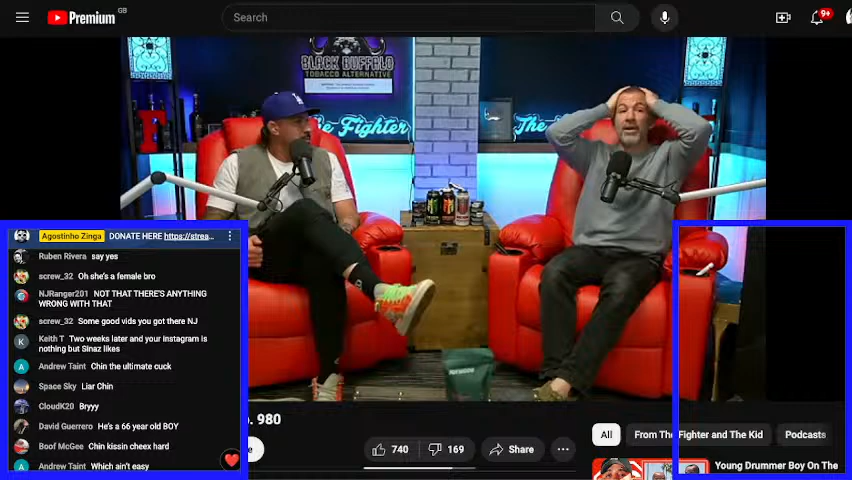 Premium
GB
Search
9+
BLACK BUFFALO
TOBACCO ALTERNATIVE
F
e Fighter
The
Agostinho Zinga DONATE HERE https://strea...
Ruben Rivera say yes
screw_32 Oh she's a female bro
NJRanger201 NOT THAT THERE'S ANYTHING
WRONG WITH THAT
screw_32 Some good vids you got there NJ
K Keith T Two weeks later and your instagram is
nothing but Sinaz likes
A Andrew Taint Chin the ultimate cuck
Space Sky Liar Chin
CloudK20 Bryyy
David Guerrero He's a 66 year old BOY
Boof McGee Chin kissin cheex hard
A Andrew Taint Which ain't easy
. 980
e
740
169
Share
All
From The Fighter and The Kid
Podcasts
Young Drummer Boy On The